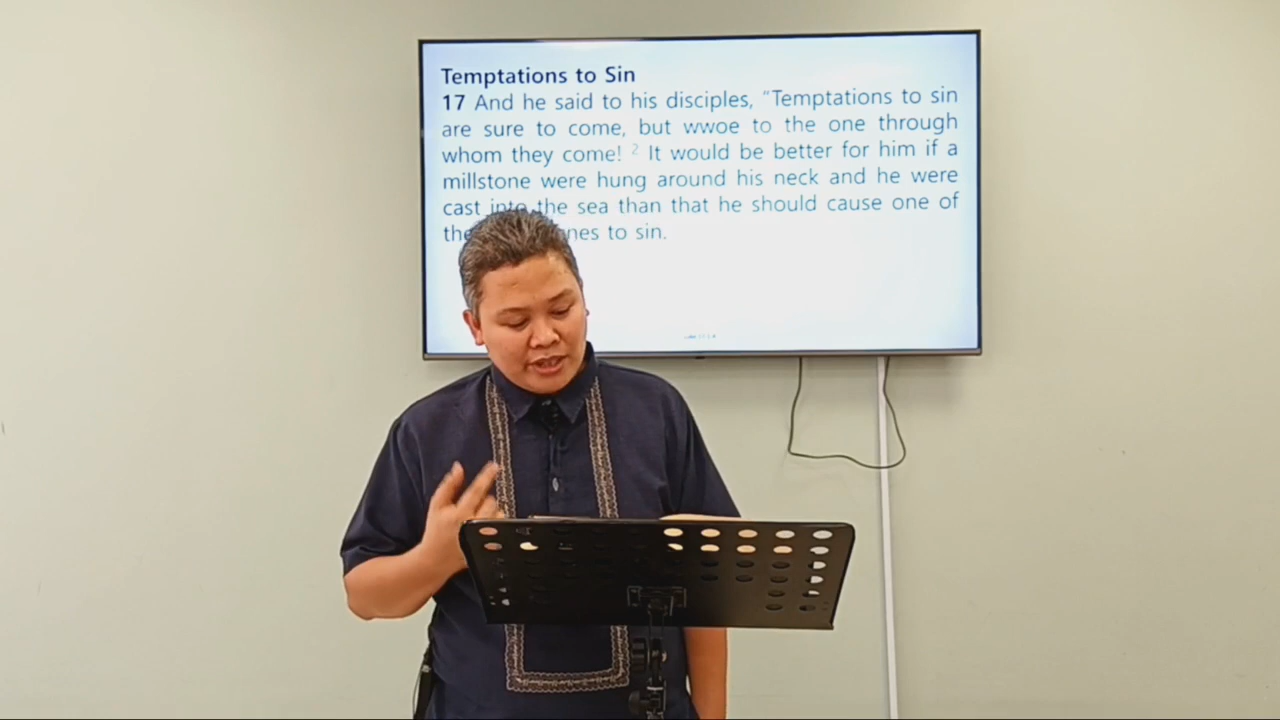 Temptations to Sin
17 And he said to his disciples, “Temptations to sin
are sure to come, but wwoe to the one through
whom they come! 2 It would be better for him if a
millstone were hung around his neck and he were
cast into the sea than that he should cause one of
to sin.